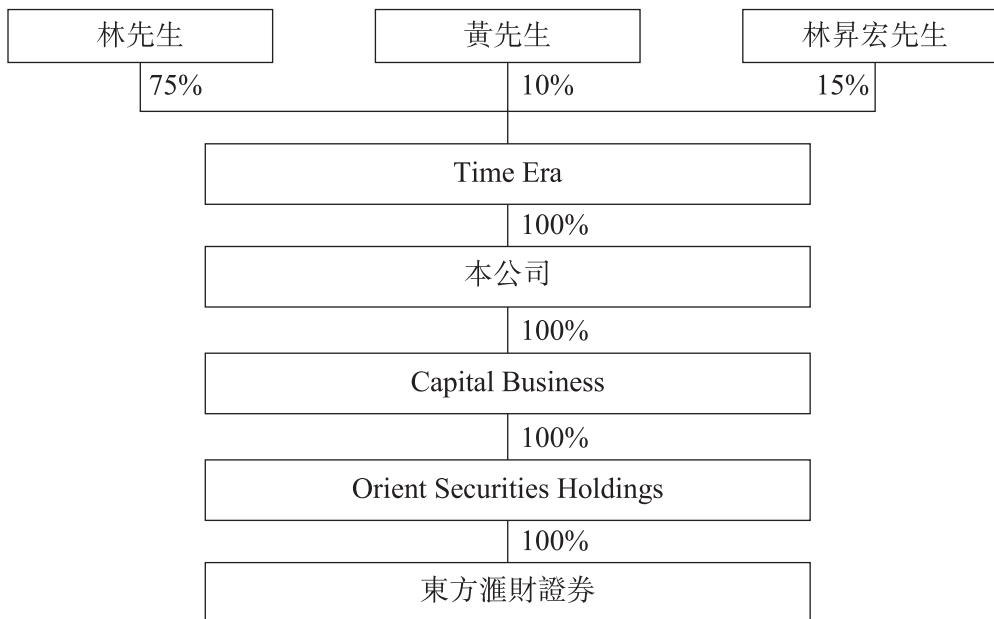 林先生 黃先生 林昇宏先生
75% 10% 15%
Time Era
100%
本公司
100%
Capital Business
100%
Orient Securities Holdings
100%
東方滙財證券